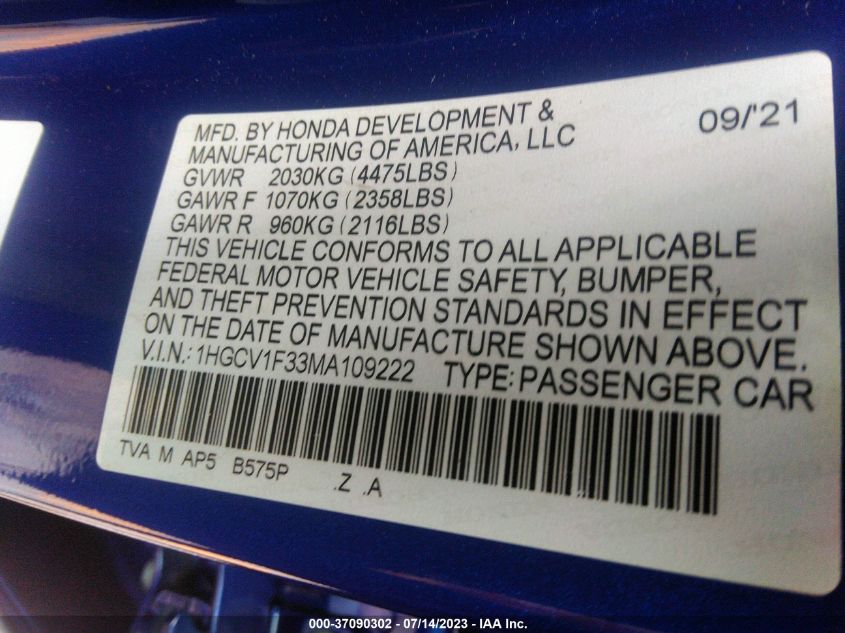 MFD. BY HONDA DEVELOPMENT & 09/'21
MANUFACTURING OF AMERICA, LLC
GVWR 2030KG (4475LBS)
GAWR F 1070KG (2358LBS)
GAWR R 960KG (2116LBS)
THIS VEHICLE CONFORMS TO ALL APPLICABLE
FEDERAL MOTOR VEHICLE SAFETY, BUMPER,
AND THEFT PREVENTION STANDARDS IN EFFECT
ON THE DATE OF MANUFACTURE SHOWN ABOVE.
V.I.N.: 1HGCV1F33MA109222 TYPE: PASSENGER CAR
TVA M AP5 B575P .Z .A
000-37090302 - 07/14/2023 - IAA Inc.